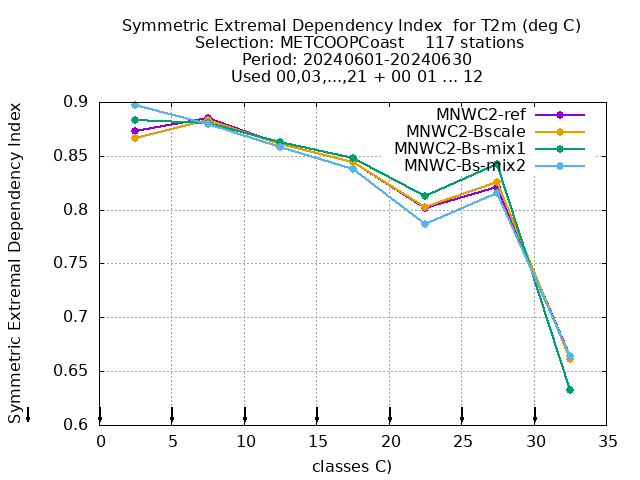 Symmetric Extremal Dependency Index  for T2m (deg C)
Selection: METCOOPCoast    117 stations
Period: 20240601-20240630
Used 00,03,...,21 + 00 01 ... 12
Symmetric Extremal Dependency Index
0.9
0.85
0.8
0.75
0.7
0.65
0.6
MNWC2-ref
MNWC2-Bscale
MNWC2-Bs-mix1
MNWC-Bs-mix2
0 5 10 15 20 25 30 35
classes C)